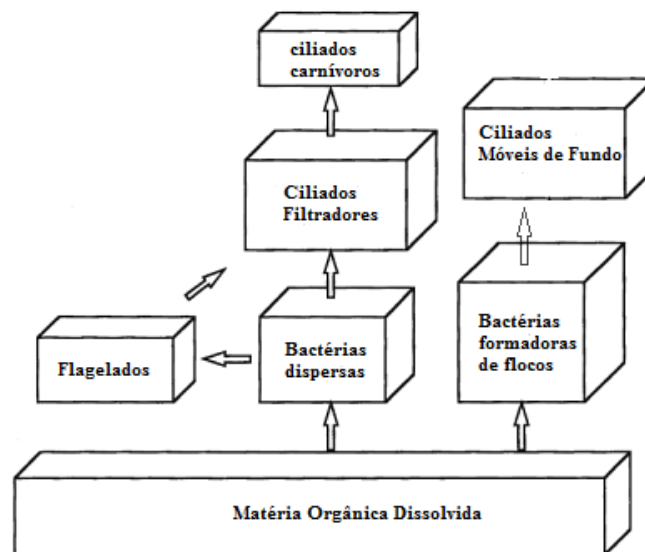 ciliados
carnívoros
Ciliados
Móveis de Fundo
Ciliados
Filtradores
Flagelados
Bactérias
dispersas
Bactérias
formadoras
de flocos
Matéria Orgânica Dissolvida